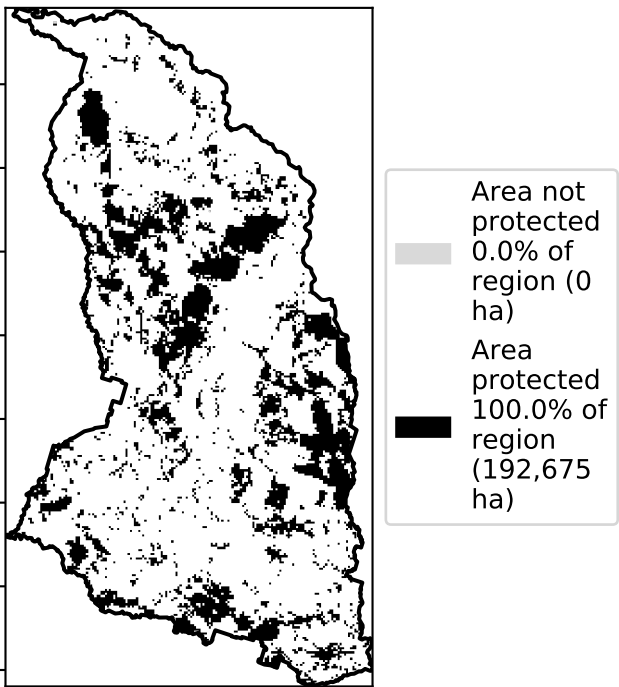 Area not
protected
0.0% of
region (0
ha)
Area
protected
100.0% of
region
(192,675
ha)